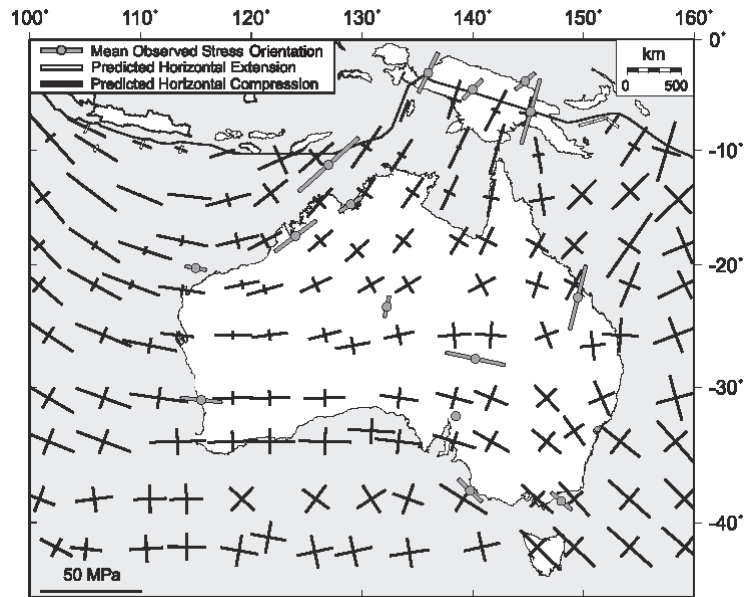 100˚ 110˚ 120˚ 130˚ 140˚ 150˚ 160˚
0˚
Mean Observed Stress Orientation
Predicted Horizontal Extension
Predicted Horizontal Compression
km
0 500
-10˚
-20˚
-30˚
-40˚
50 MPa